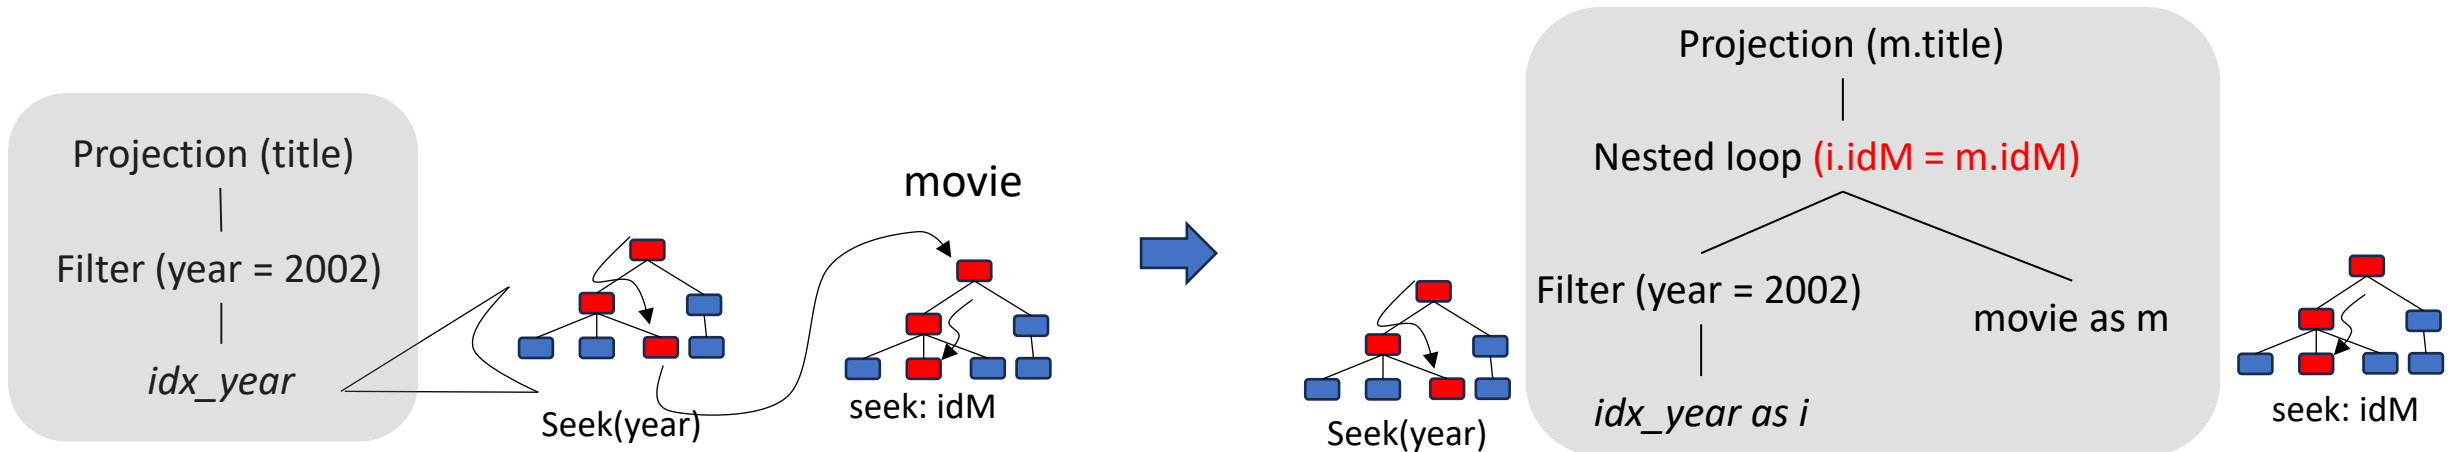 Projection (title)
Filter (year = 2002)
idx_year
Seek(year)
movie
seek: idM
Projection (m.title)
Nested loop (i.idM = m.idM)
Filter (year = 2002)
movie as m
idx_year as i
Seek(year)
seek: idM